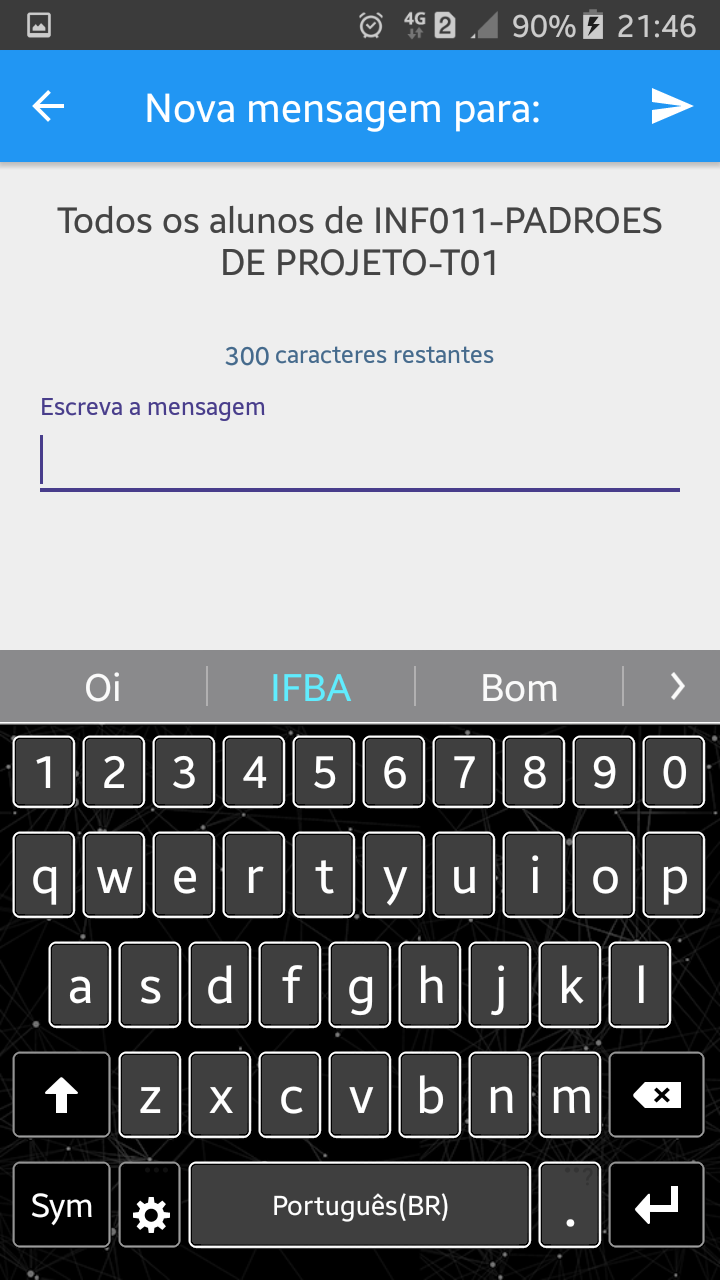 4G 2 90% 21:46
Nova mensagem para:
Todos os alunos de INF011-PADROES
DE PROJETO-T01
300 caracteres restantes
Escreva a mensagem
Oi IFBA Bom
1 2 3 4 5 6 7 8 9 0
q w e r t y u i o p
a s d f g h j k l
z x c v b n m
Sym Português(BR) .